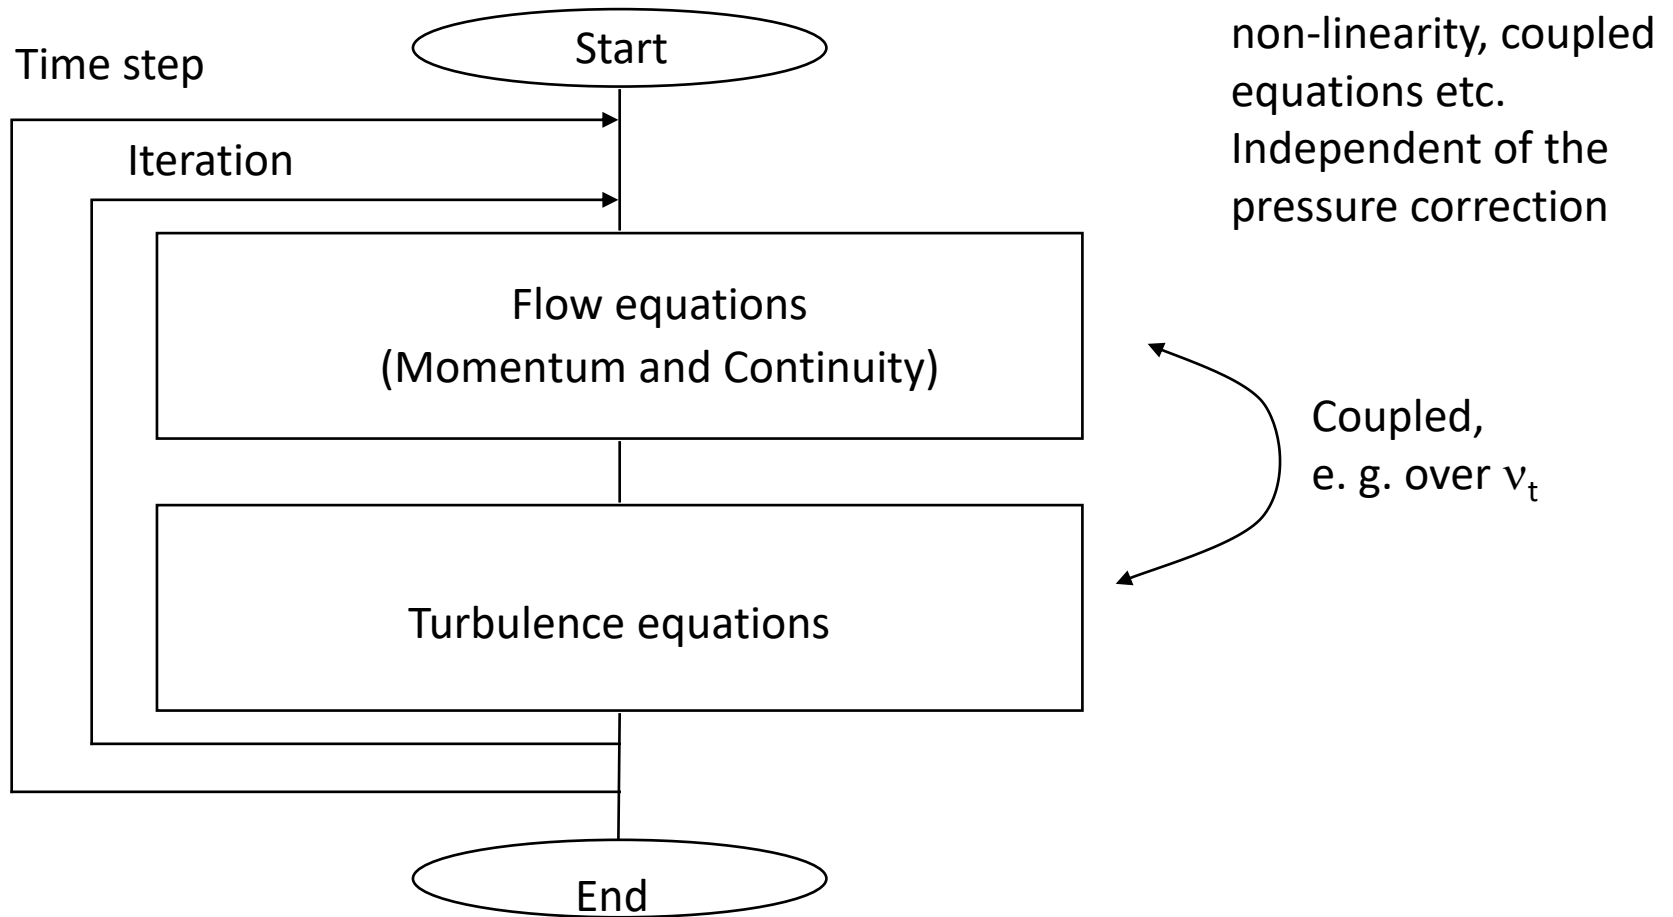 Start
non-linearity, coupled
equations etc.
Independent of the
pressure correction
Time step
Iteration
Flow equations
(Momentum and Continuity)
Coupled,
e. g. over νt
Turbulence equations
End